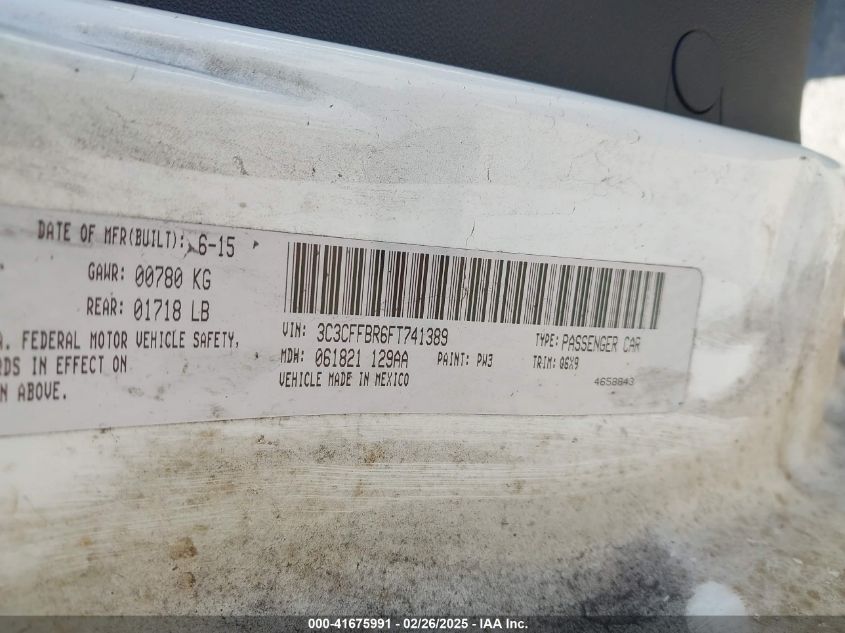 DATE OF MFR(BUILT): 6-15
GAWR: 00780 KG
REAR: 01718 LB
FEDERAL MOTOR VEHICLE SAFETY,
IN EFFECT ON
ABOVE.
VIN: 3C3CFFBR6FT741389
TYPE: PASSENGER CAR
MDH: 061821 129AA
PAINT: PW3
TRIM: Q6X9
VEHICLE MADE IN MEXICO
4658843
000-41675991 - 02/26/2025 - IAA Inc.